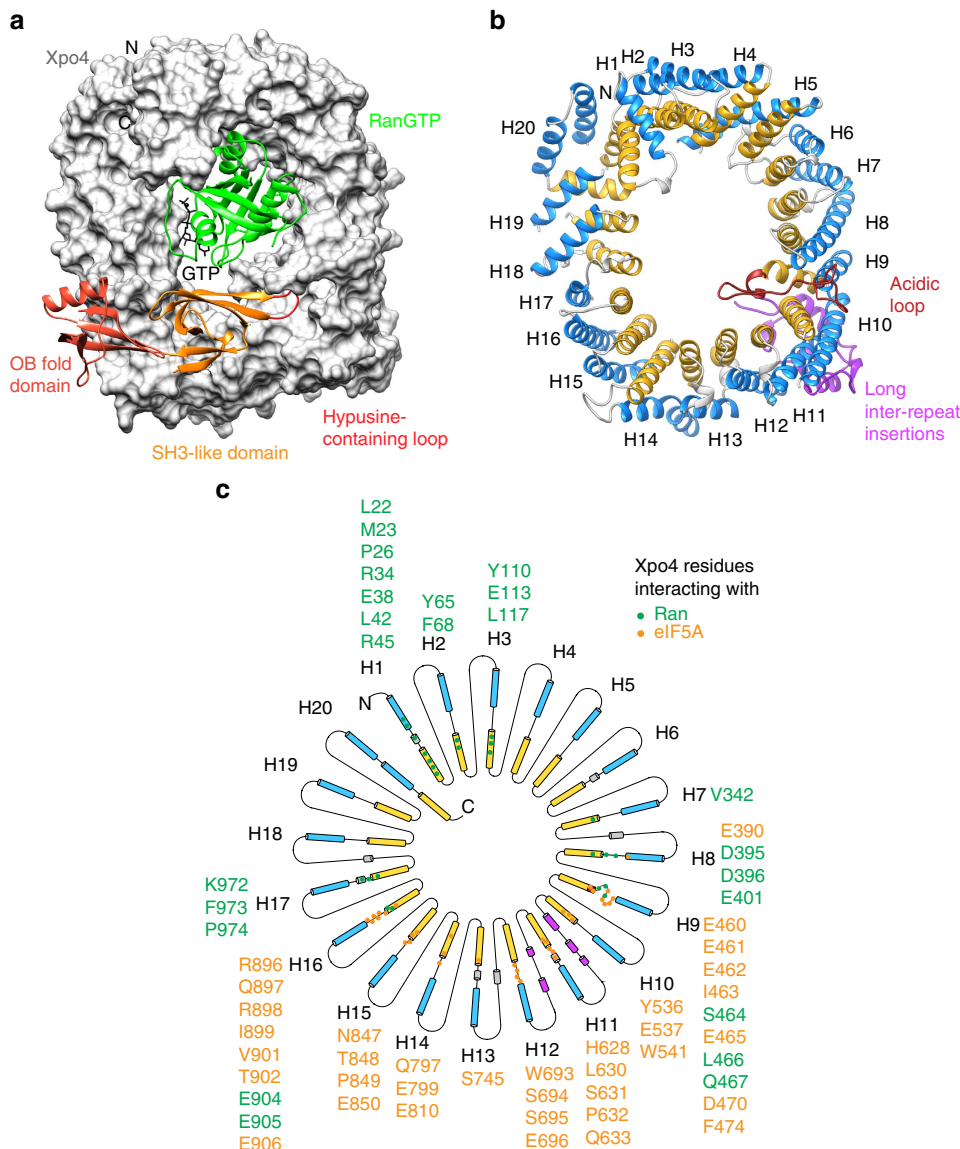 a
N
Xpo4
C
RanGTP
GTP
OB fold
domain
Hypusine-
containing loop
SH3-like domain
b
H1
H2
H3
H4
N
H5
H20
H6
H7
H19
H8
H18
H9
Acidic
loop
H17
H10
H16
H15
Long
inter-repeat
insertions
H14
H13
H12
H11
c
L22
M23
P26
R34
E38
L42
R45
H1
Y65
F68
H2
Y110
E113
L117
H3
Xpo4 residues
interacting with
Ran
eIF5A
H4
H5
H6
H7 V342
N
C
H20
H19
H18
H8
E390
D395
D396
E401
K972
F973
P974
H17
H9
E460
E461
E462
I463
S464
E465
L466
Q467
D470
F474
H16
R896
Q897
R898
I899
V901
T902
E904
E905
E906
H15
N847
T848
P849
E850
H14
Q797
E799
E810
H13
S745
H12
W693
S694
S695
E696
H11
H628
L630
S631
P632
Q633
H10
Y536
E537
W541